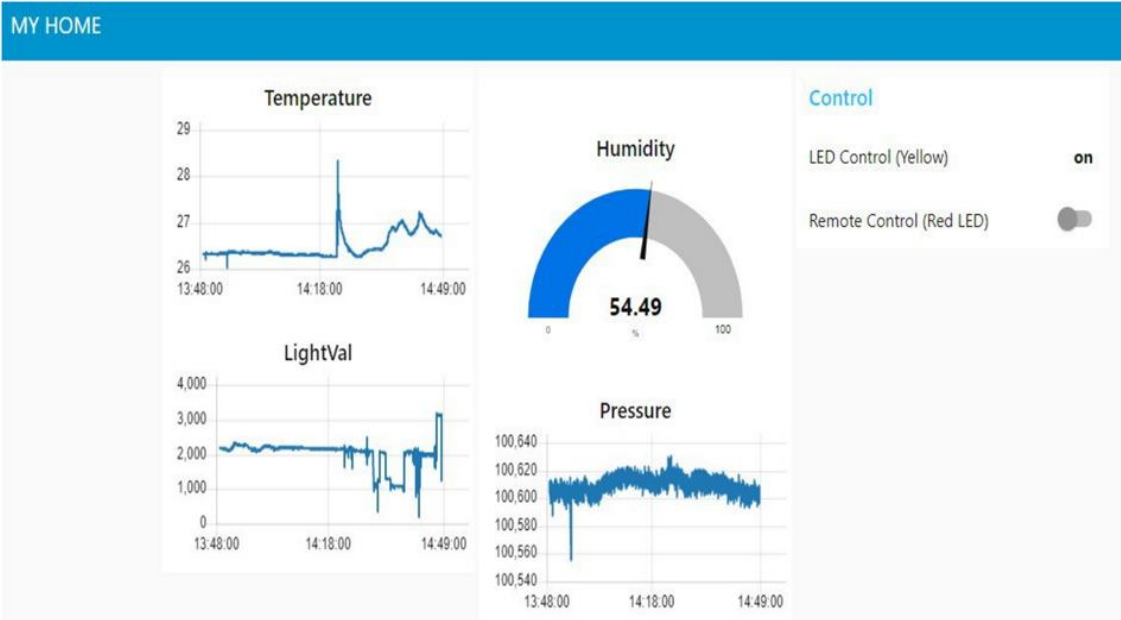 MY HOME
Temperature
29
28
27
26
13:48:00 14:18:00 14:49:00
LightVal
4,000
3,000
2,000
1,000
0
13:48:00 14:18:00 14:49:00
Humidity
54.49
0 % 100
Pressure
100,640
100,620
100,600
100,580
100,560
100,540
13:48:00 14:18:00 14:49:00
Control
LED Control (Yellow) on
Remote Control (Red LED)